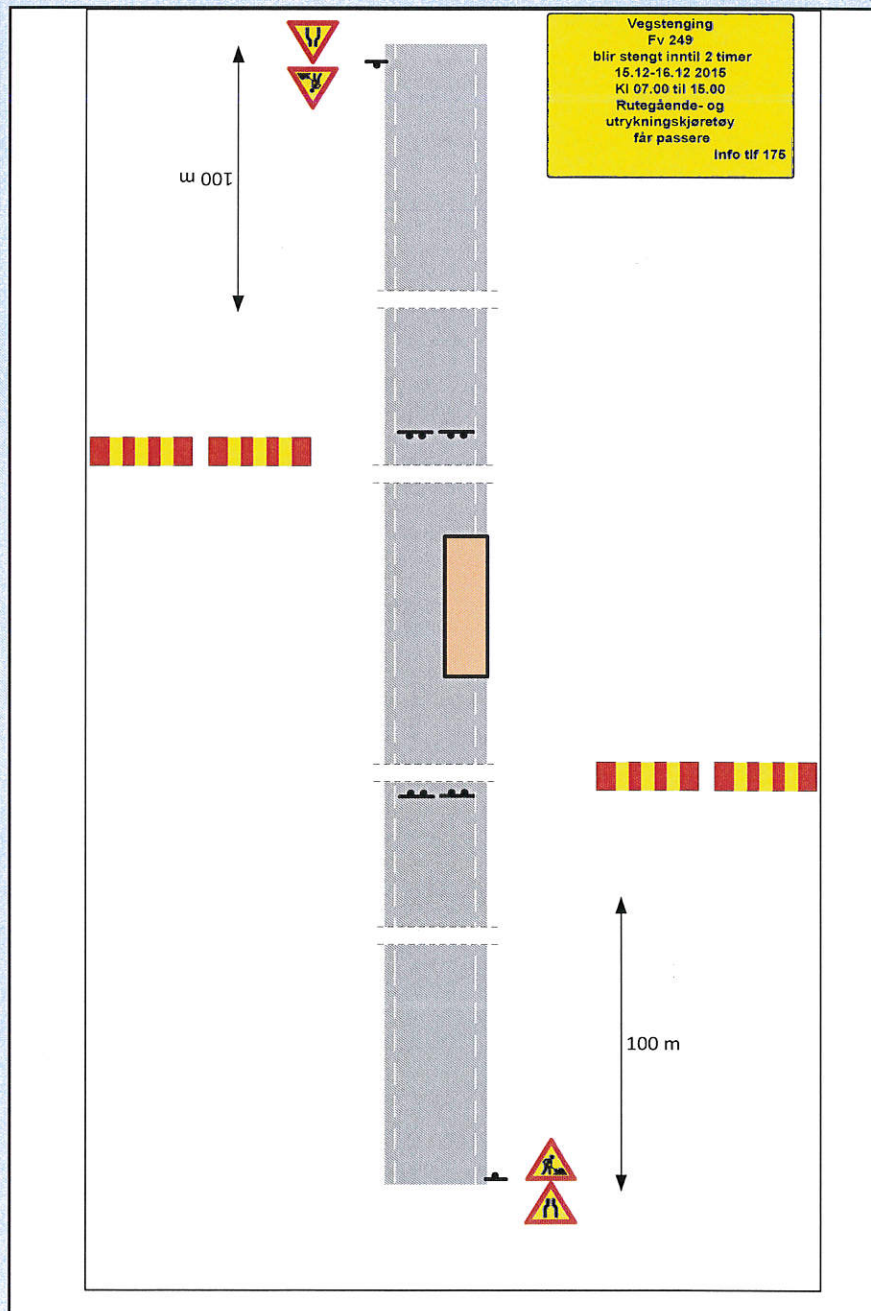 Vegstenging
Fv 249
blir stengt inntil 2 timer
15.12-16.12 2015
Kl 07.00 til 15.00
Rutegående- og
utrykningskjøretøy
får passere
Info tlf 175
100 m
100 m